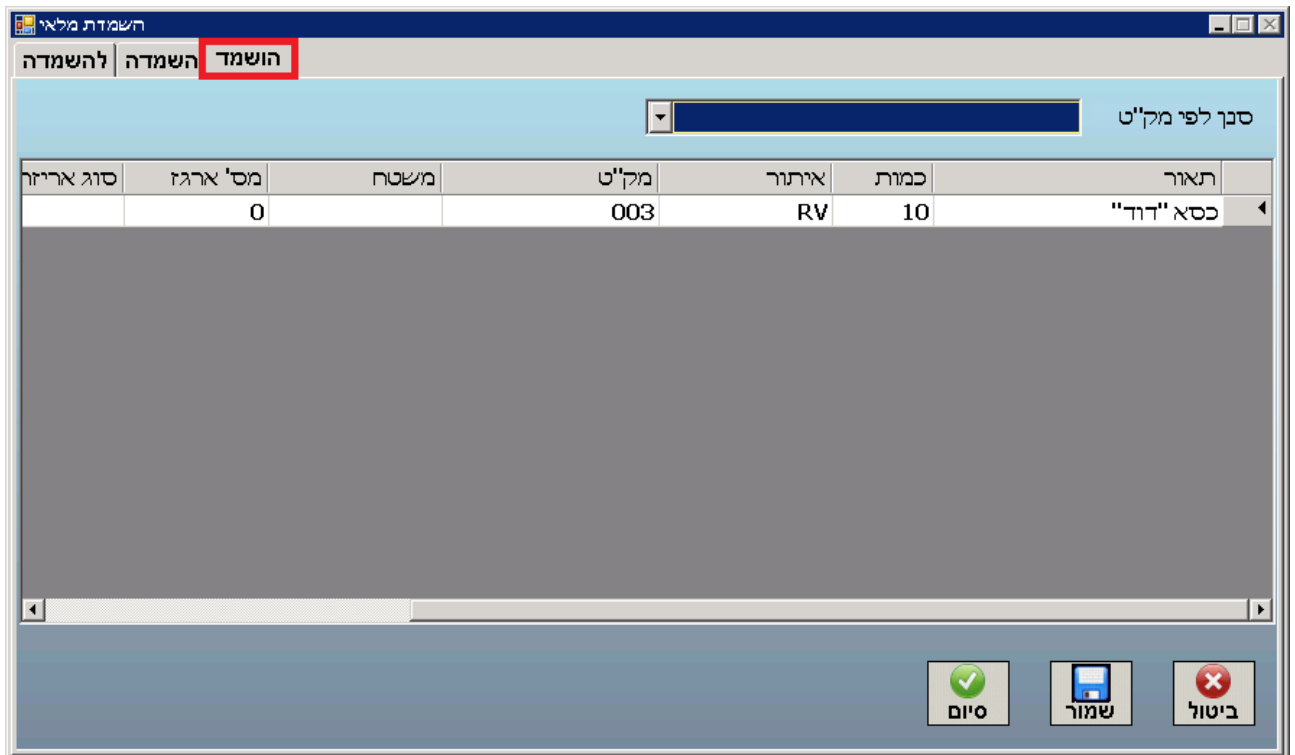 השמדת מלאי
להשמדה השמדה הושמד
סנן לפי מק"ט
תאור כמות איתור מק"ט משטח מס' ארגז סוג אריזה
כסא "דוד" 10 RV 003 0
ביטול שמור סיום